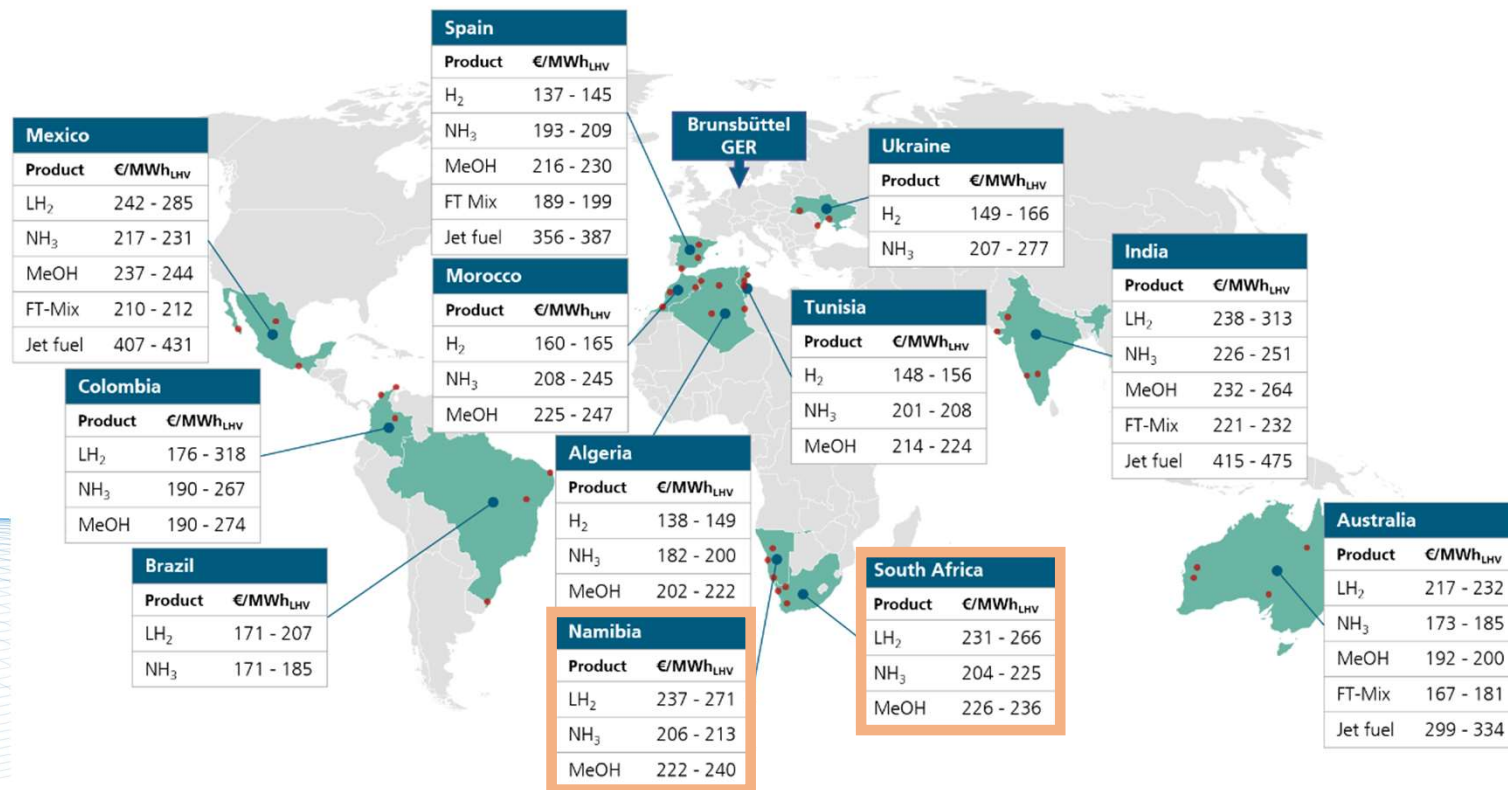 Spain
Product €/MWhLHV
H2 137 - 145
NH3 193 - 209
MeOH 216 - 230
FT Mix 189 - 199
Jet fuel 356 - 387
Brunsbüttel
GER
Mexico
Product €/MWhLHV
LH2 242 - 285
NH3 217 - 231
MeOH 237 - 244
FT-Mix 210 - 212
Jet fuel 407 - 431
Ukraine
Product €/MWhLHV
H2 149 - 166
NH3 207 - 277
India
Product €/MWhLHV
LH2 238 - 313
NH3 226 - 251
MeOH 232 - 264
FT-Mix 221 - 232
Jet fuel 415 - 475
Morocco
Product €/MWhLHV
H2 160 - 165
NH3 208 - 245
MeOH 225 - 247
Tunisia
Product €/MWhLHV
H2 148 - 156
NH3 201 - 208
MeOH 214 - 224
Colombia
Product €/MWhLHV
LH2 176 - 318
NH3 190 - 267
MeOH 190 - 274
Algeria
Product €/MWhLHV
H2 138 - 149
NH3 182 - 200
MeOH 202 - 222
Brazil
Product €/MWhLHV
LH2 171 - 207
NH3 171 - 185
Namibia
Product €/MWhLHV
LH2 237 - 271
NH3 206 - 213
MeOH 222 - 240
South Africa
Product €/MWhLHV
LH2 231 - 266
NH3 204 - 225
MeOH 226 - 236
Australia
Product €/MWhLHV
LH2 217 - 232
NH3 173 - 185
MeOH 192 - 200
FT-Mix 167 - 181
Jet fuel 299 - 334